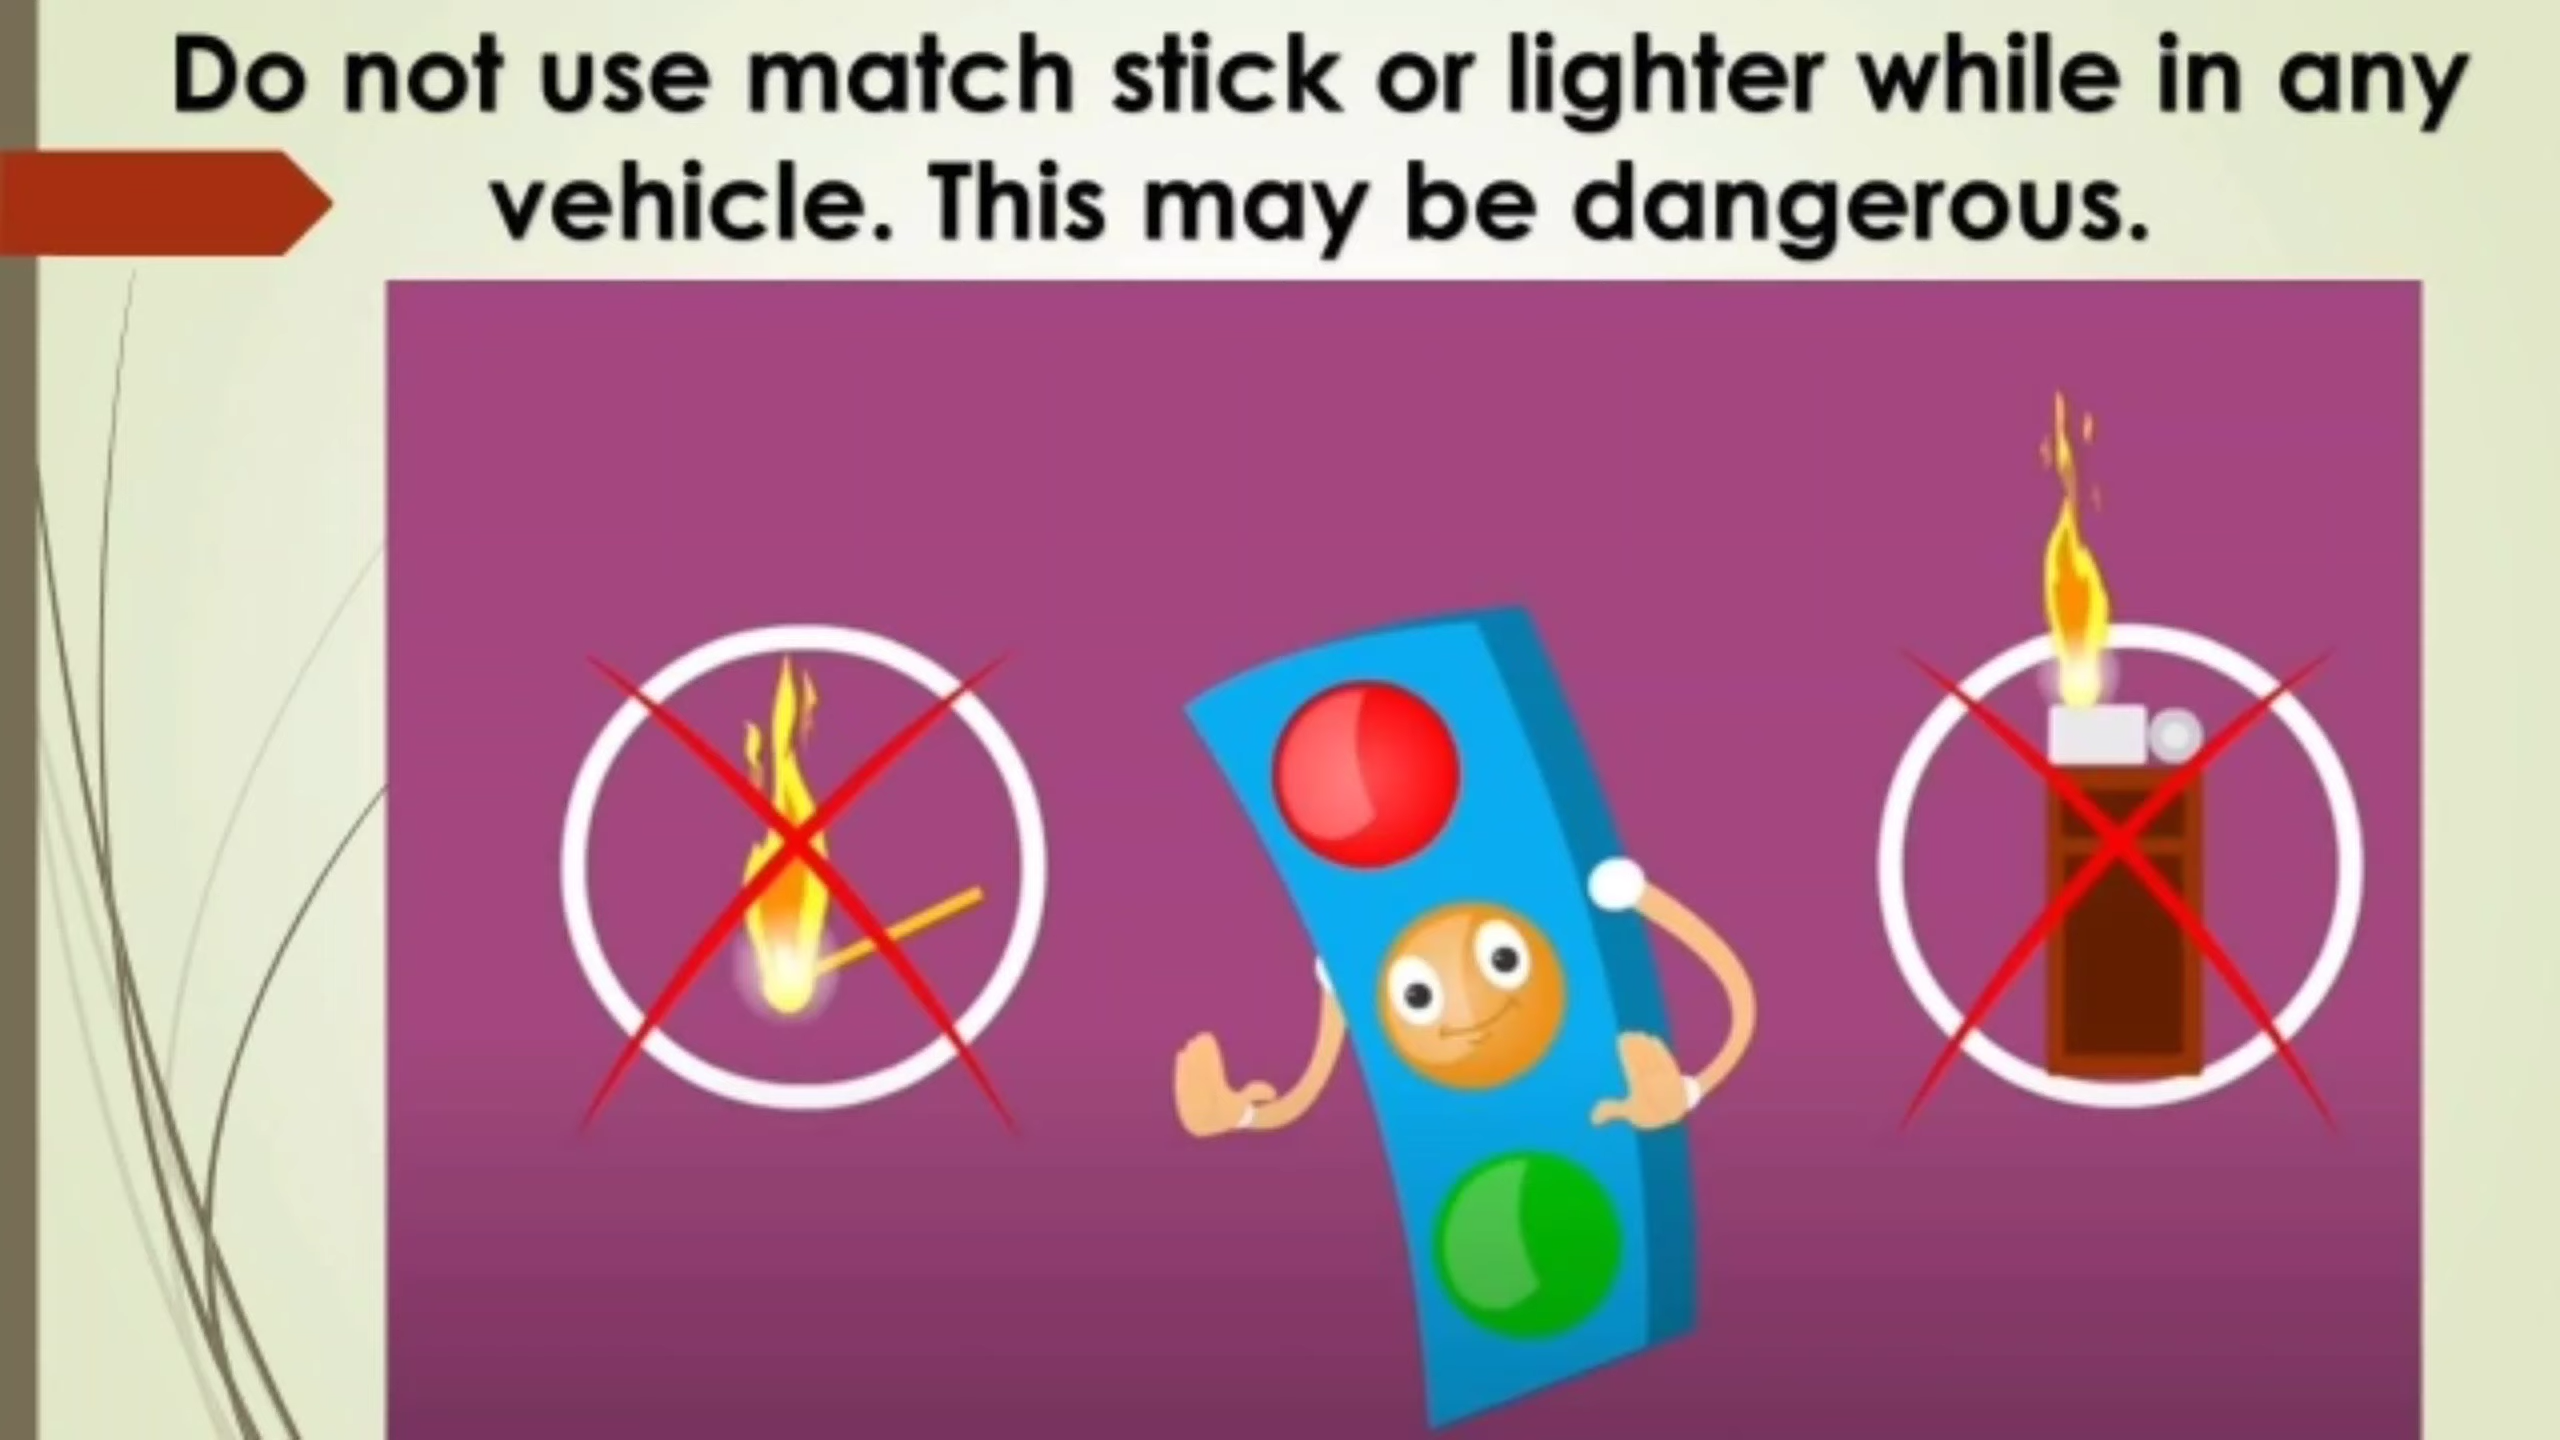 Do not use match stick or lighter while in any
vehicle. This may be dangerous.